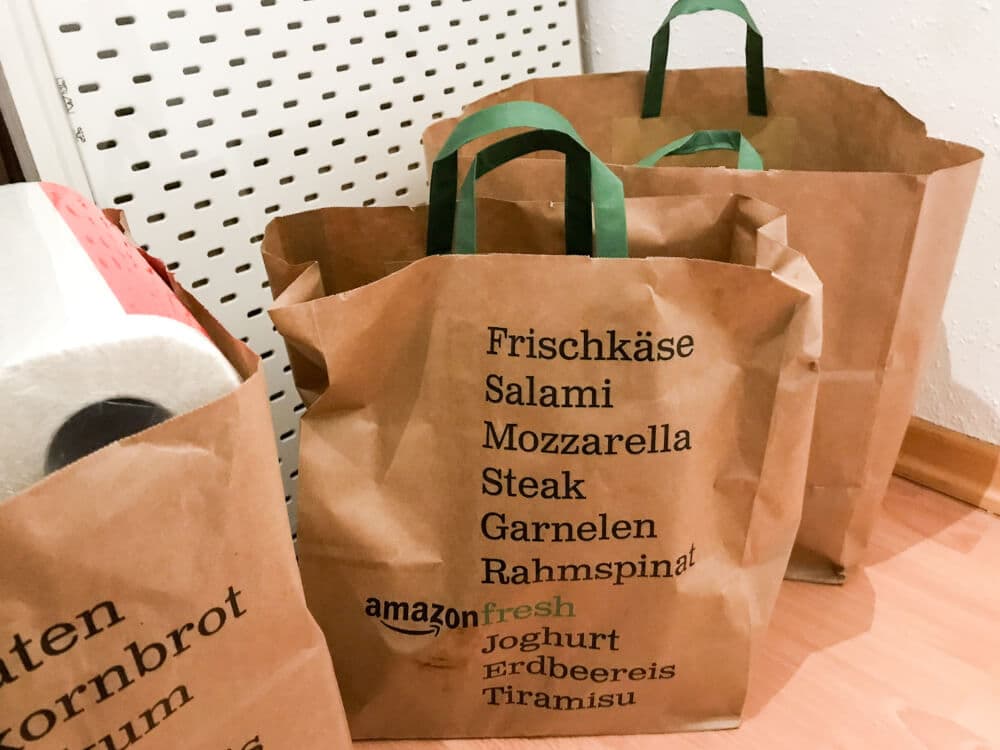 Frischkäse
Salami
Mozzarella
Steak
Garnelen
Rahmspinat
amazonfresh
Joghurt
Erdbeereis
Tiramisu
aten
kornbrot